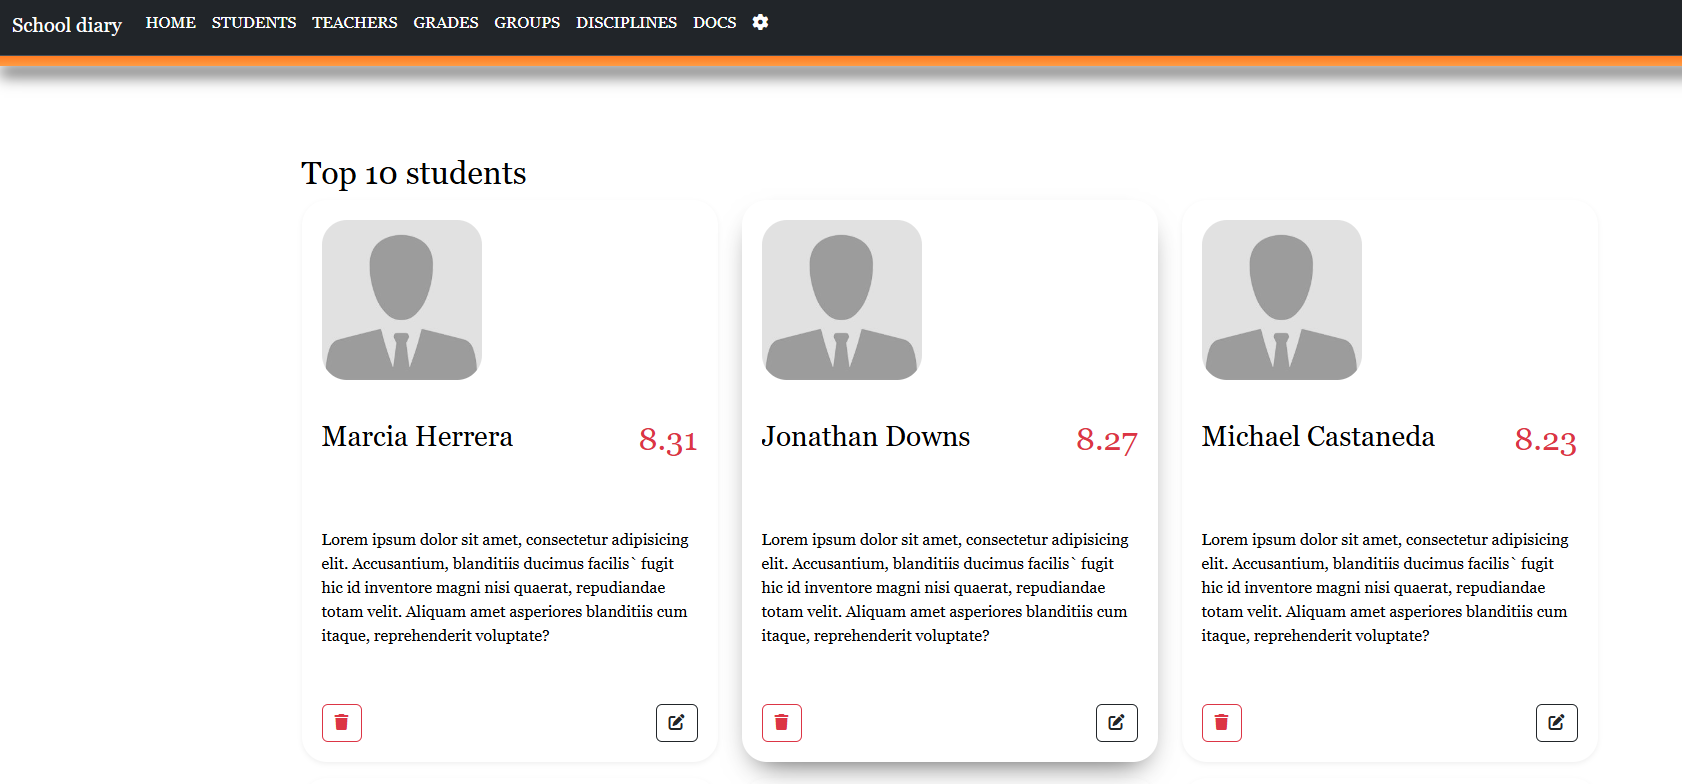 School diary HOME STUDENTS TEACHERS GRADES GROUPS DISCIPLINES DOCS
Top 10 students
Marcia Herrera 8.31
Lorem ipsum dolor sit amet, consectetur adipisicing
elit. Accusantium, blanditiis ducimus facilis` fugit
hic id inventore magni nisi quaerat, repudiandae
totam velit. Aliquam amet asperiores blanditiis cum
itaque, reprehenderit voluptate?
Jonathan Downs 8.27
Lorem ipsum dolor sit amet, consectetur adipisicing
elit. Accusantium, blanditiis ducimus facilis` fugit
hic id inventore magni nisi quaerat, repudiandae
totam velit. Aliquam amet asperiores blanditiis cum
itaque, reprehenderit voluptate?
Michael Castaneda 8.23
Lorem ipsum dolor sit amet, consectetur adipisicing
elit. Accusantium, blanditiis ducimus facilis` fugit
hic id inventore magni nisi quaerat, repudiandae
totam velit. Aliquam amet asperiores blanditiis cum
itaque, reprehenderit voluptate?